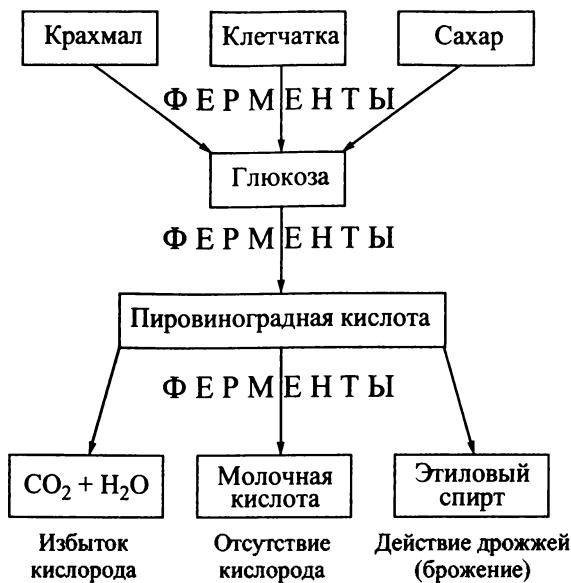 Крахмал
Клетчатка
Сахар
ФЕРМЕНТЫ
Глюкоза
ФЕРМЕНТЫ
Пировиноградная кислота
ФЕРМЕНТЫ
CO₂ + H₂O
Молочная
кислота
Этиловый
спирт
Избыток
кислорода
Отсутствие
кислорода
Действие дрожжей
(брожение)